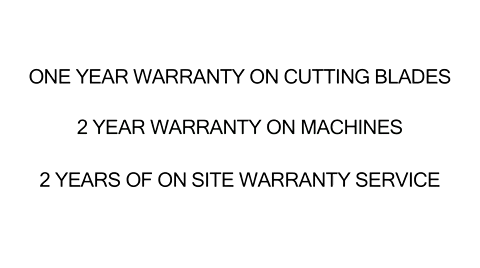 ONE YEAR WARRANTY ON CUTTING BLADES
2 YEAR WARRANTY ON MACHINES
2 YEARS OF ON SITE WARRANTY SERVICE